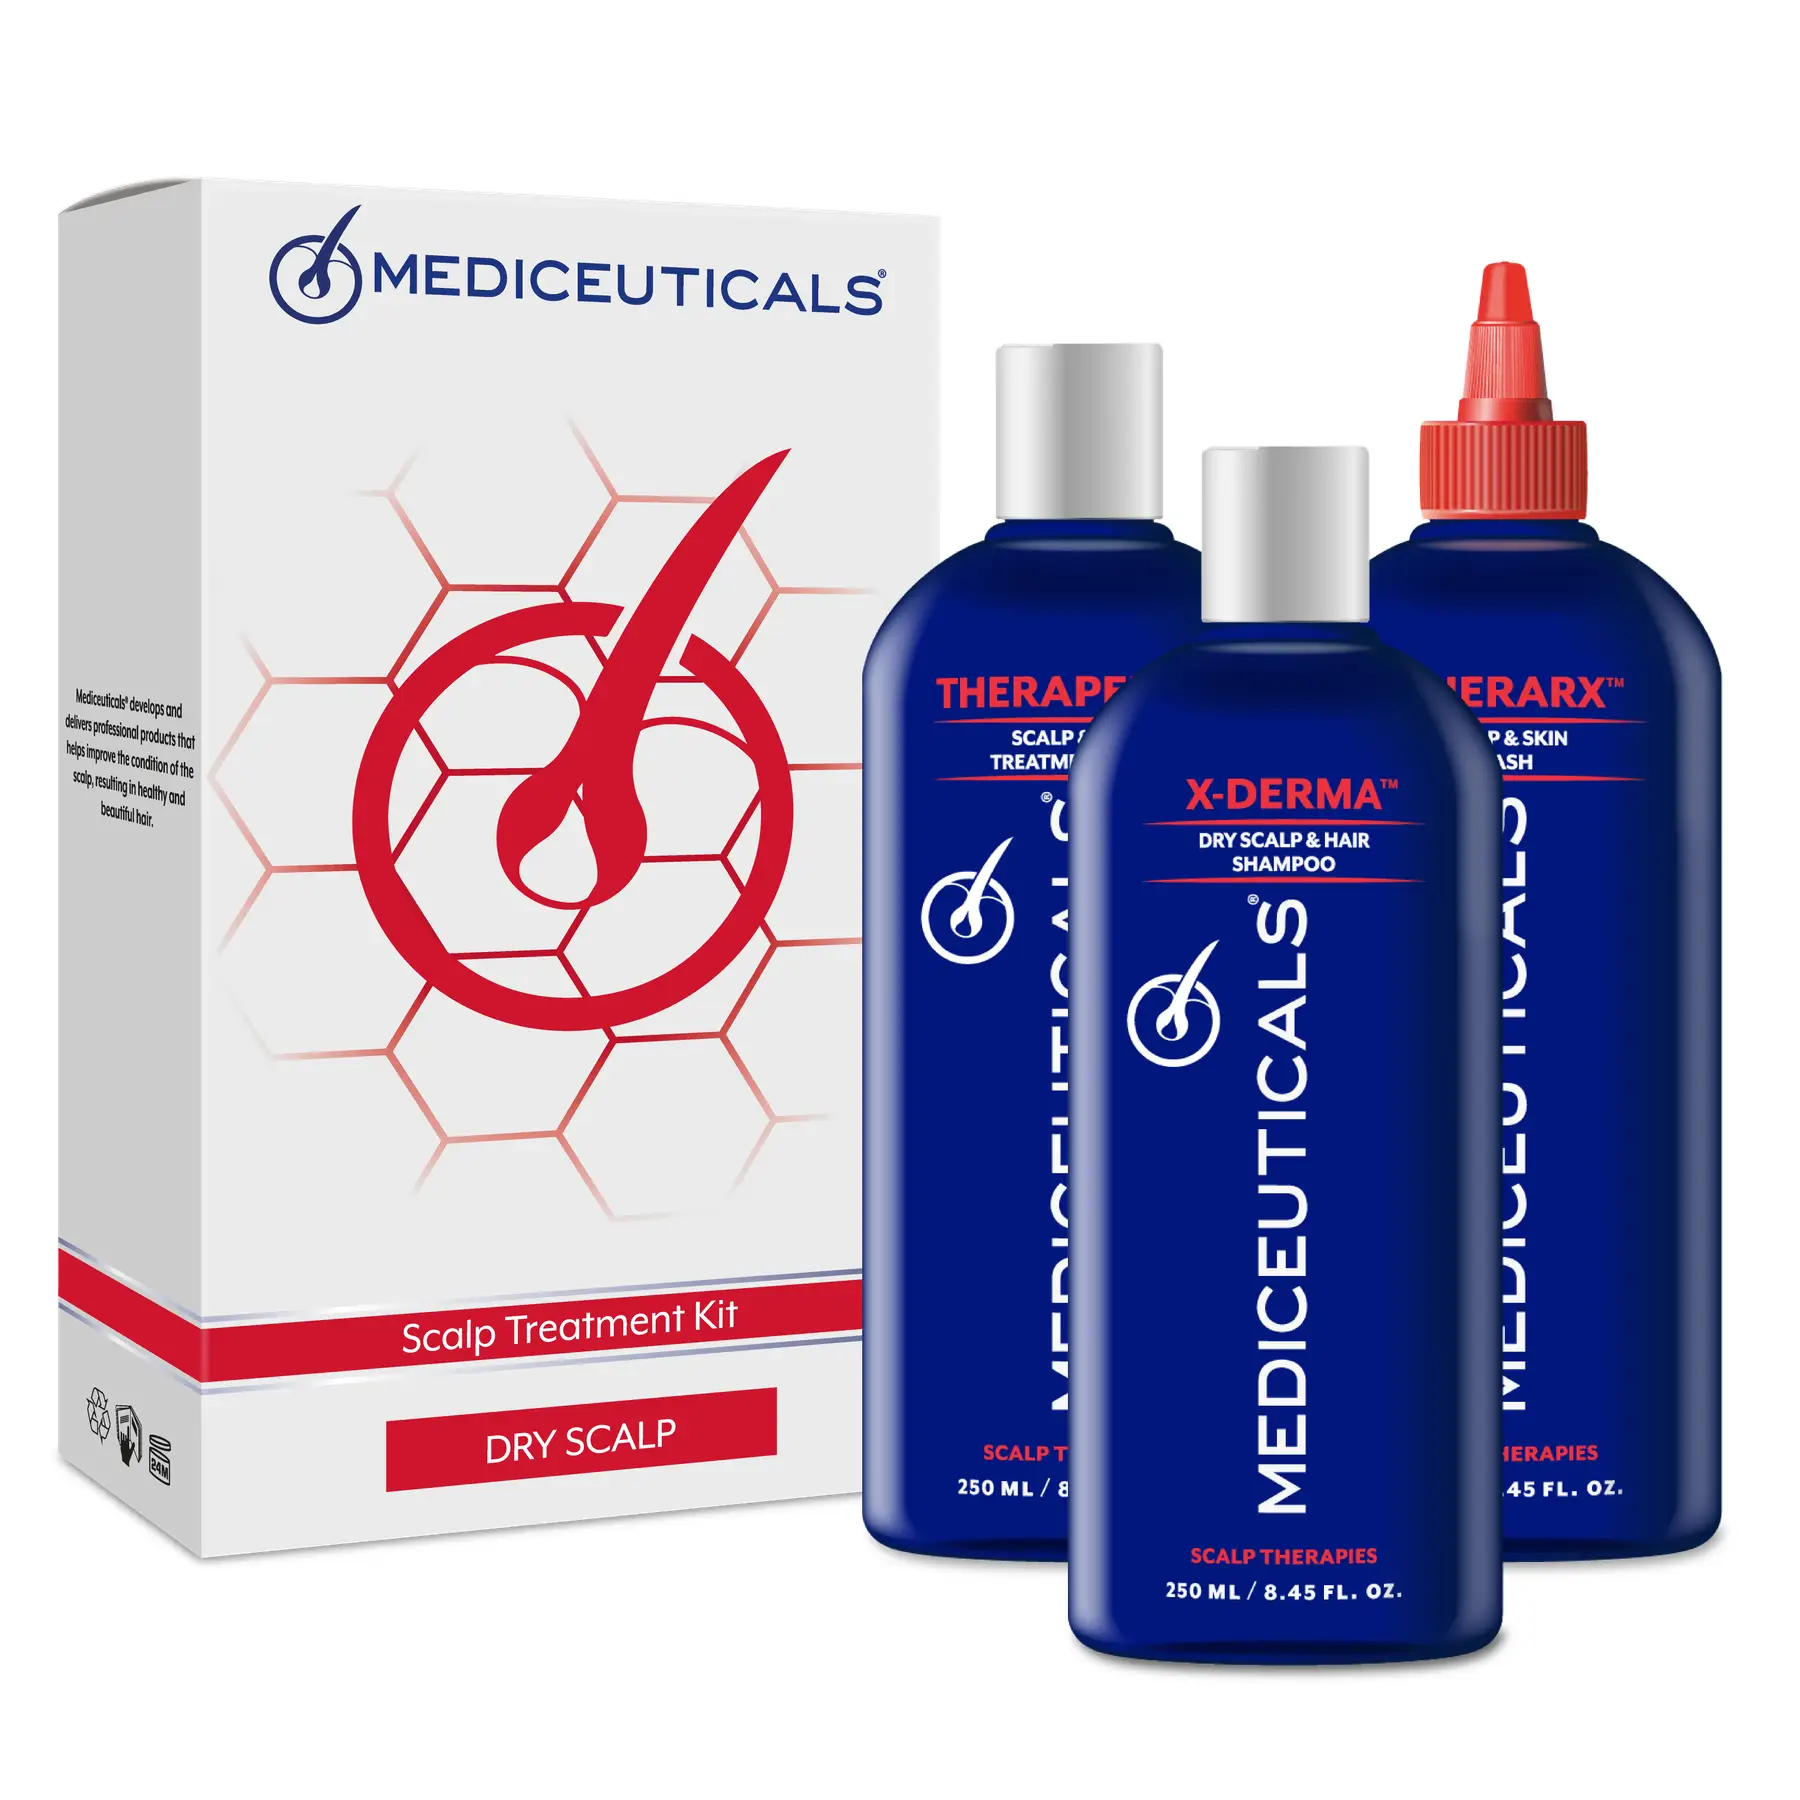 MEDICEUTICALS®
Mediceuticals® develops and
delivers professional products that
helps improve the condition of the
scalp, resulting in healthy and
beautiful hair.
Scalp Treatment Kit
DRY SCALP
24M
THERAPE
SCALP &
TREATM
MEDICEUTICALS®
SCALP T
250 ML / 8
X-DERMA™
DRY SCALP & HAIR
SHAMPOO
MEDICEUTICALS®
SCALP THERAPIES
250 ML / 8.45 FL. OZ.
ERARX™
P & SKIN
ASH
MEDICEUTICALS
HERAPIES
.45 FL. OZ.